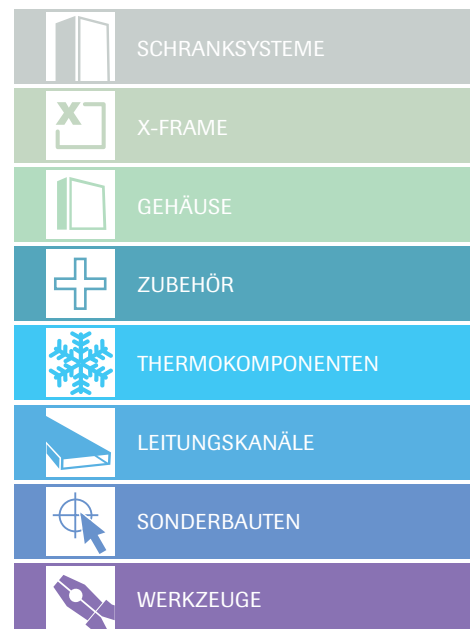 SCHRANKSYSTEME
X-FRAME
GEHÄUSE
ZUBEHÖR
THERMOKOMPONENTEN
LEITUNGSKANÄLE
SONDERBAUTEN
WERKZEUGE